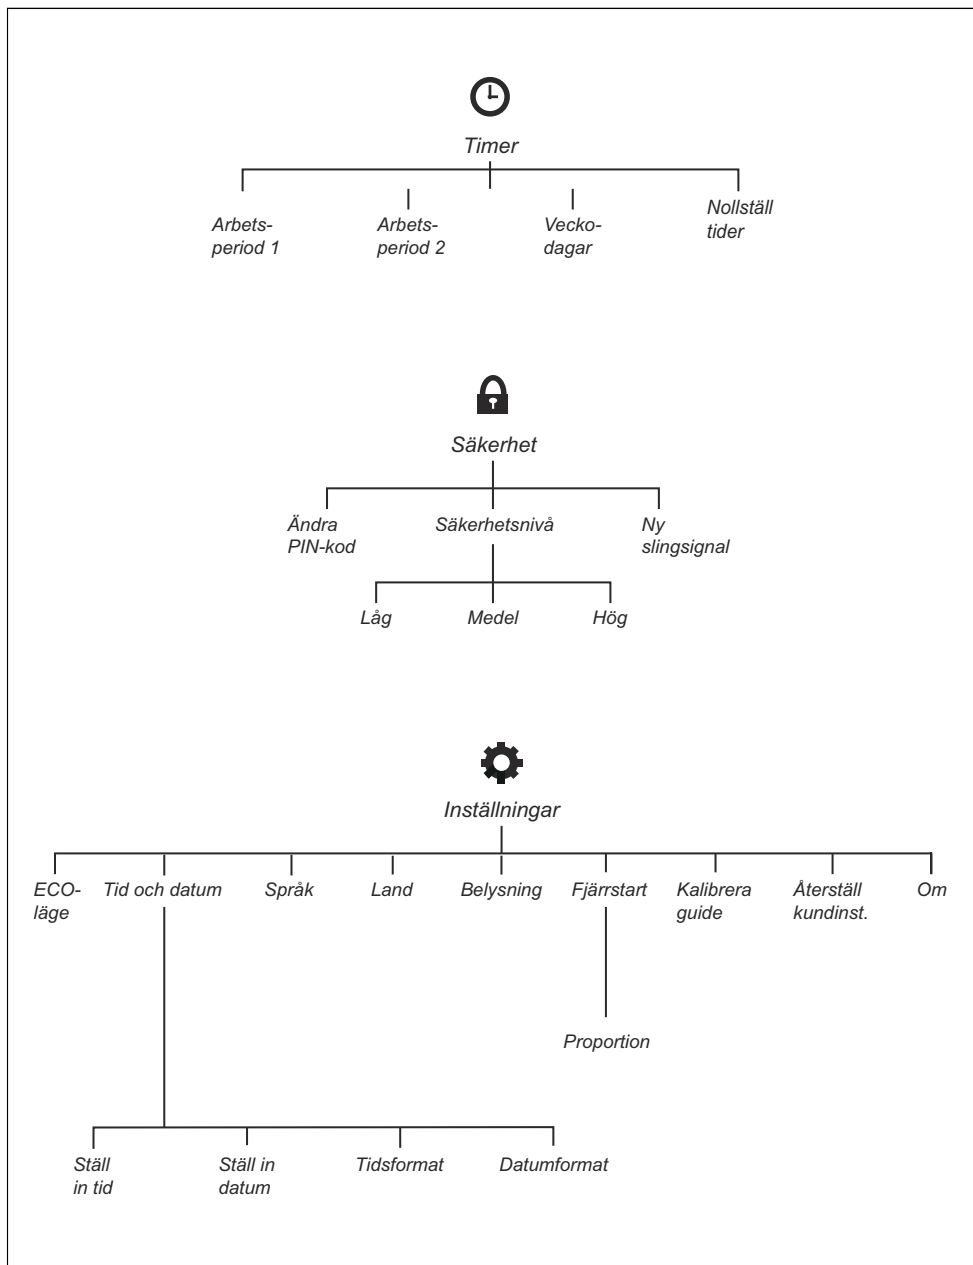 Timer
Arbets-
period 1
Arbets-
period 2
Vecko-
dagar
Nollställ
tider
Säkerhet
Ändra
PIN-kod
Säkerhetsnivå
Ny
slingsignal
Låg
Medel
Hög
Inställningar
ECO-
läge
Tid och datum
Språk
Land
Belysning
Fjärrstart
Kalibrera
guide
Återställ
kundinst.
Om
Proportion
Ställ
in tid
Ställ in
datum
Tidsformat
Datumformat